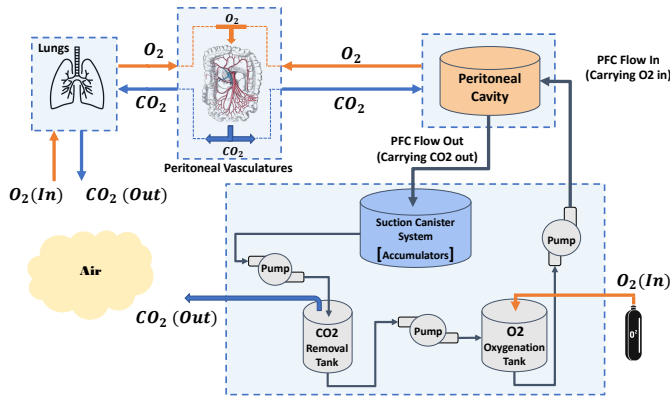 Lungs
O₂
CO₂
O₂(In)
CO₂ (Out)
O₂
CO₂
Peritoneal Vasculatures
O₂
CO₂
Peritoneal
Cavity
PFC Flow In
(Carrying O2 in)
PFC Flow Out
(Carrying CO2 out)
Suction Canister
System
[Accumulators]
Pump
Pump
Pump
Air
CO₂ (Out)
CO2
Removal
Tank
O2
Oxygenation
Tank
O₂(In)
O²